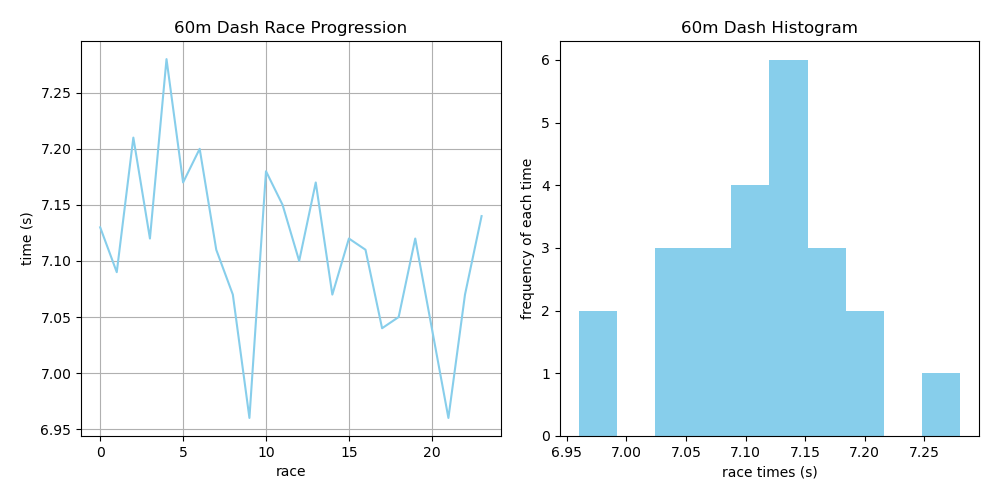 60m Dash Race Progression
time (s)
7.25
7.20
7.15
7.10
7.05
7.00
6.95
0 5 10 15 20
race
60m Dash Histogram
frequency of each time
6
5
4
3
2
1
0
6.95 7.00 7.05 7.10 7.15 7.20 7.25
race times (s)